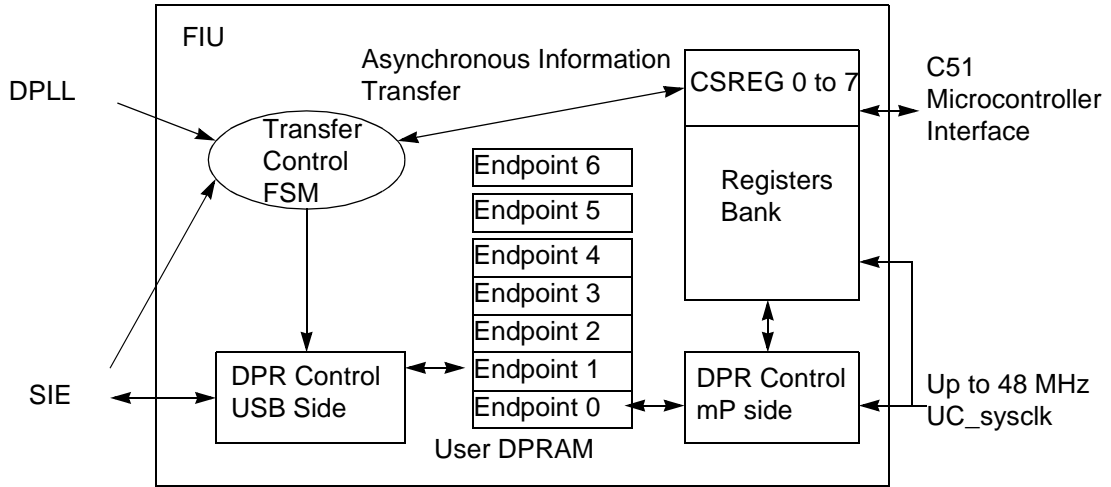 FIU
DPLL
Asynchronous Information
Transfer
CSREG 0 to 7
C51
Microcontroller
Interface
Transfer
Control
FSM
Registers
Bank
Endpoint 6
Endpoint 5
Endpoint 4
Endpoint 3
Endpoint 2
Endpoint 1
Endpoint 0
SIE
DPR Control
USB Side
DPR Control
mP side
Up to 48 MHz
UC_sysclk
User DPRAM